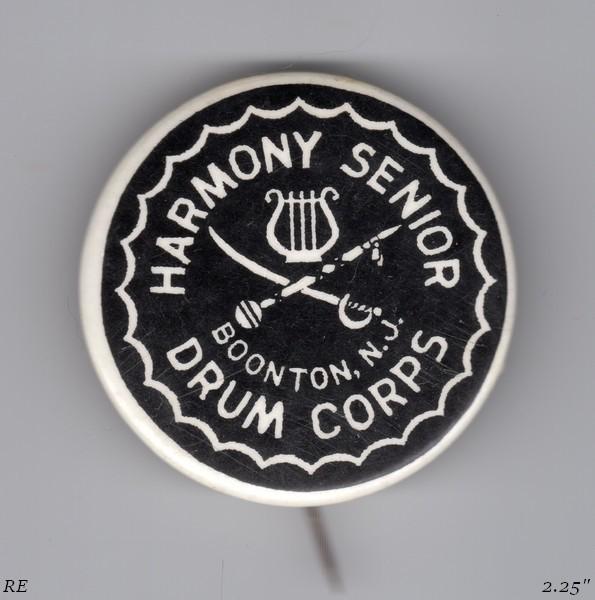 HARMONY SENIOR
BOONTON, N.J.
DRUM CORPS
RE
2.25"